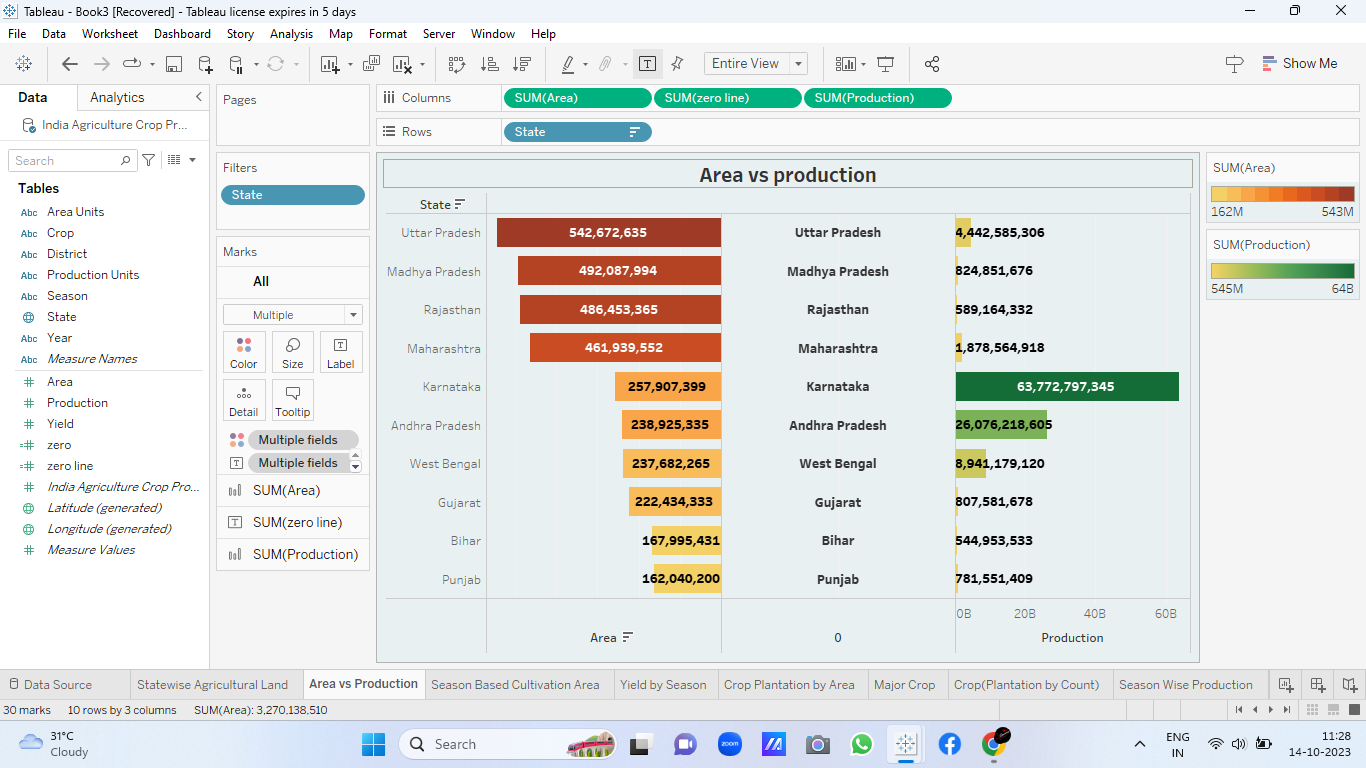 Tableau - Book3 [Recovered] - Tableau license expires in 5 days
File Data Worksheet Dashboard Story Analysis Map Format Server Window Help
Entire View
Show Me
Data Analytics
India Agriculture Crop Pr...
Search
Tables
Abc Area Units
Abc Crop
Abc District
Abc Production Units
Abc Season
State
Abc Year
Abc Measure Names
# Area
# Production
# Yield
=# zero
=# zero line
# India Agriculture Crop Pro...
Latitude (generated)
Longitude (generated)
# Measure Values
Pages
Filters
State
Marks
All
Multiple
Color Size Label
Detail Tooltip
Multiple fields
Multiple fields
SUM(Area)
SUM(zero line)
SUM(Production)
Columns SUM(Area) SUM(zero line) SUM(Production)
Rows State
Area vs production
State
Uttar Pradesh 542,672,635 Uttar Pradesh 4,442,585,306
Madhya Pradesh 492,087,994 Madhya Pradesh 824,851,676
Rajasthan 486,453,365 Rajasthan 589,164,332
Maharashtra 461,939,552 Maharashtra 1,878,564,918
Karnataka 257,907,399 Karnataka 63,772,797,345
Andhra Pradesh 238,925,335 Andhra Pradesh 26,076,218,605
West Bengal 237,682,265 West Bengal 8,941,179,120
Gujarat 222,434,333 Gujarat 807,581,678
Bihar 167,995,431 Bihar 544,953,533
Punjab 162,040,200 Punjab 781,551,409
0B 20B 40B 60B
Area 0 Production
SUM(Area)
162M 543M
SUM(Production)
545M 64B
Data Source Statewise Agricultural Land Area vs Production Season Based Cultivation Area Yield by Season Crop Plantation by Area Major Crop Crop(Plantation by Count) Season Wise Production
30 marks 10 rows by 3 columns SUM(Area): 3,270,138,510
31°C
Cloudy
Search
zoom
ENG
IN
11:28
14-10-2023